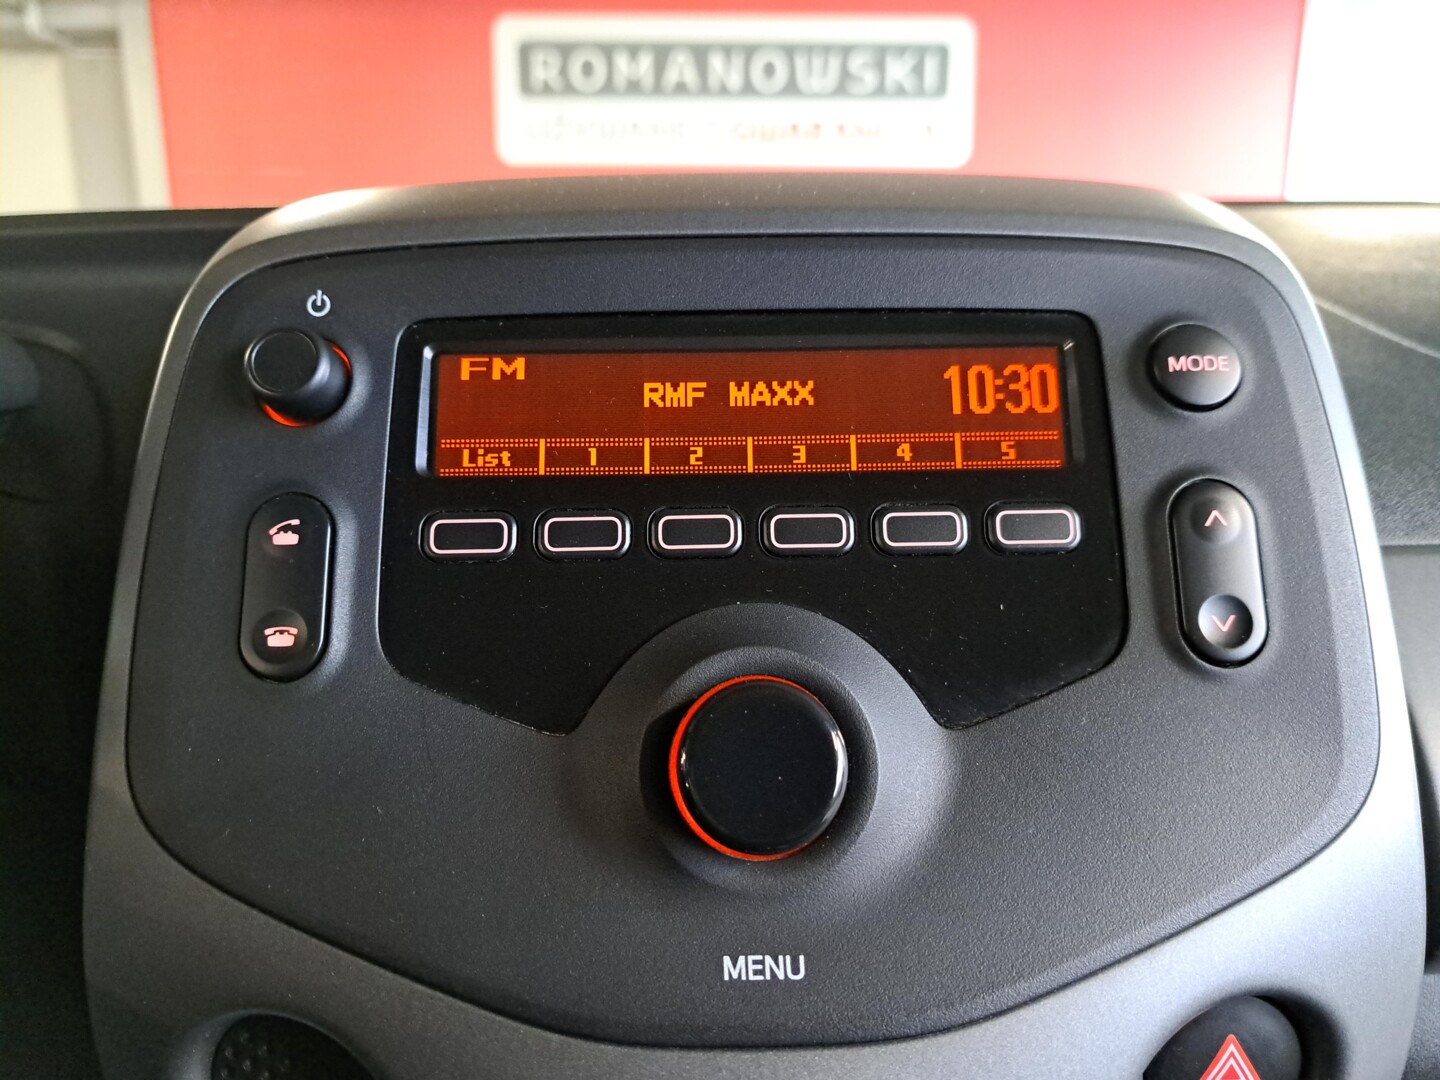 ROMANOWSKI
FM
RMF MAXX
10:30
List 1 2 3 4 5
MODE
MENU